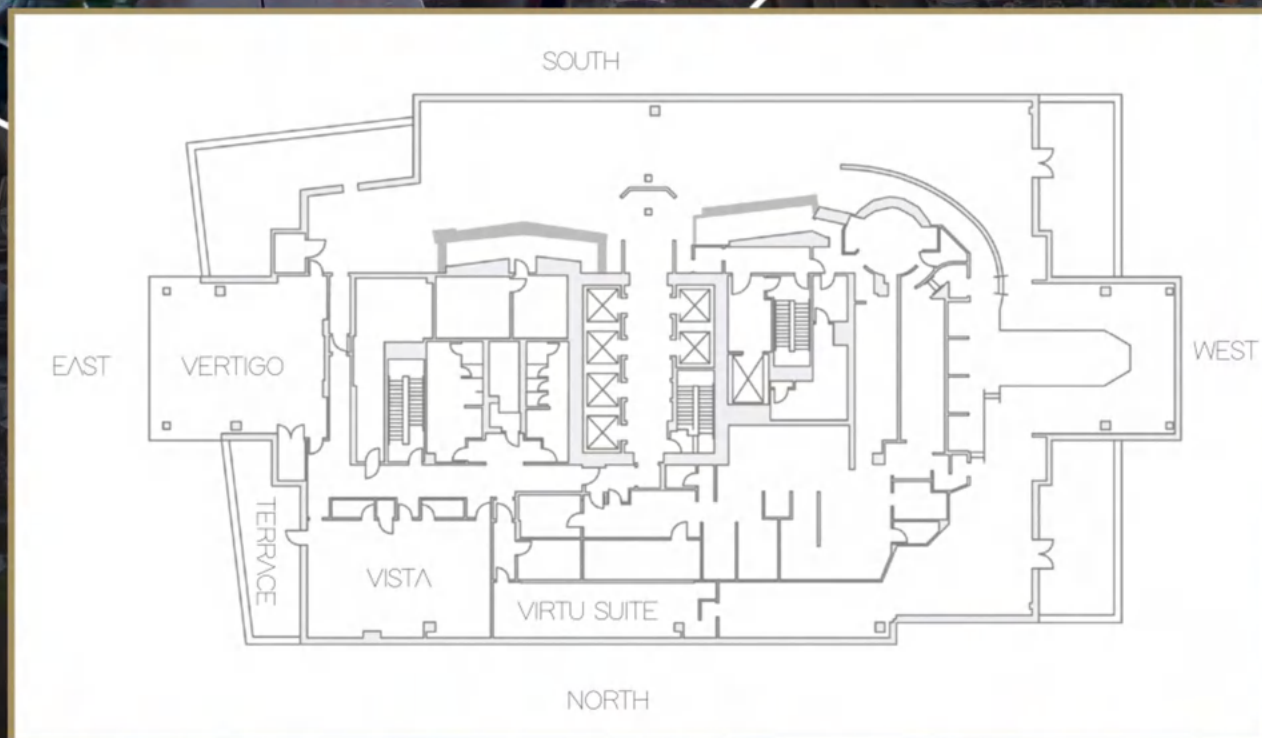 SOUTH
EAST
VERTIGO
WEST
TERRACE
VISTA
VIRTU SUITE
NORTH